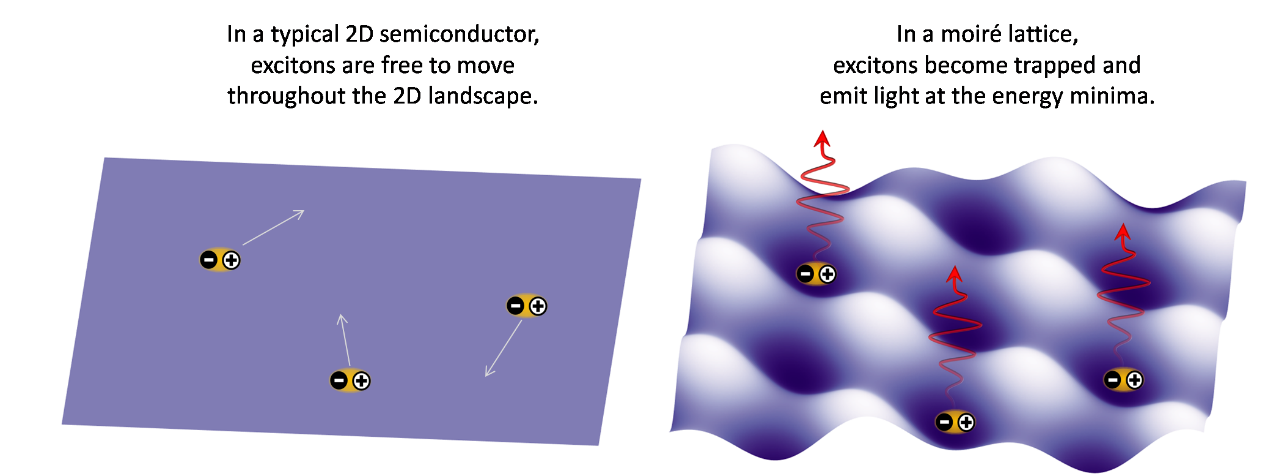 In a typical 2D semiconductor,
excitons are free to move
throughout the 2D landscape.
In a moiré lattice,
excitons become trapped and
emit light at the energy minima.